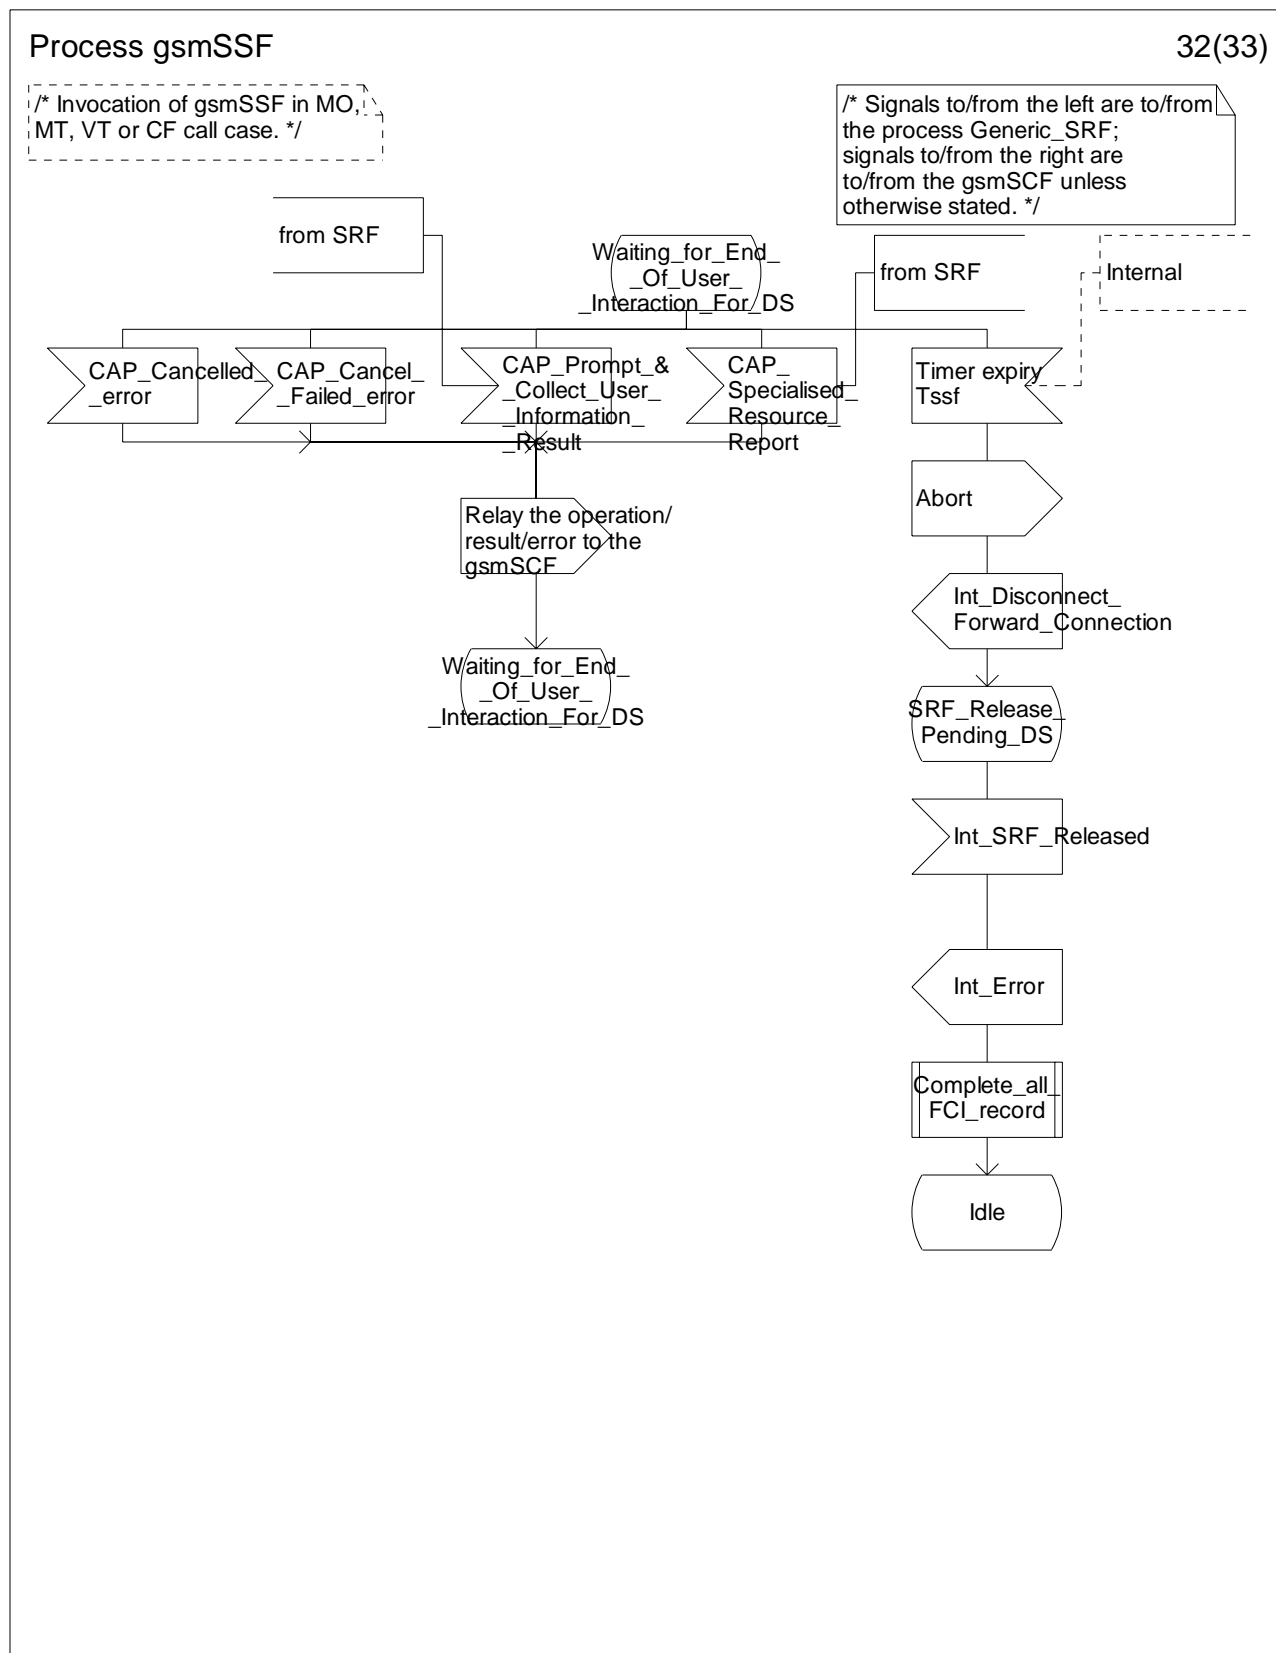 Process gsmSSF
32(33)
/* Invocation of gsmSSF in MO,
MT, VT or CF call case. */
/* Signals to/from the left are to/from
the process Generic_SRF;
signals to/from the right are
to/from the gsmSCF unless
otherwise stated. */
from SRF
Waiting_for_End_
_Of_User_
_Interaction_For_DS
from SRF
Internal
CAP_Cancelled_
_error
CAP_Cancel_
_Failed_error
CAP_Prompt_&
_Collect_User_
_Information_
_Result
CAP_
Specialised_
Resource_
Report
Timer expiry
Tssf
Abort
Relay the operation/
result/error to the
gsmSCF
Int_Disconnect_
Forward_Connection
Waiting_for_End_
_Of_User_
_Interaction_For_DS
SRF_Release_
Pending_DS
Int_SRF_Released
Int_Error
Complete_all_
FCI_record
Idle